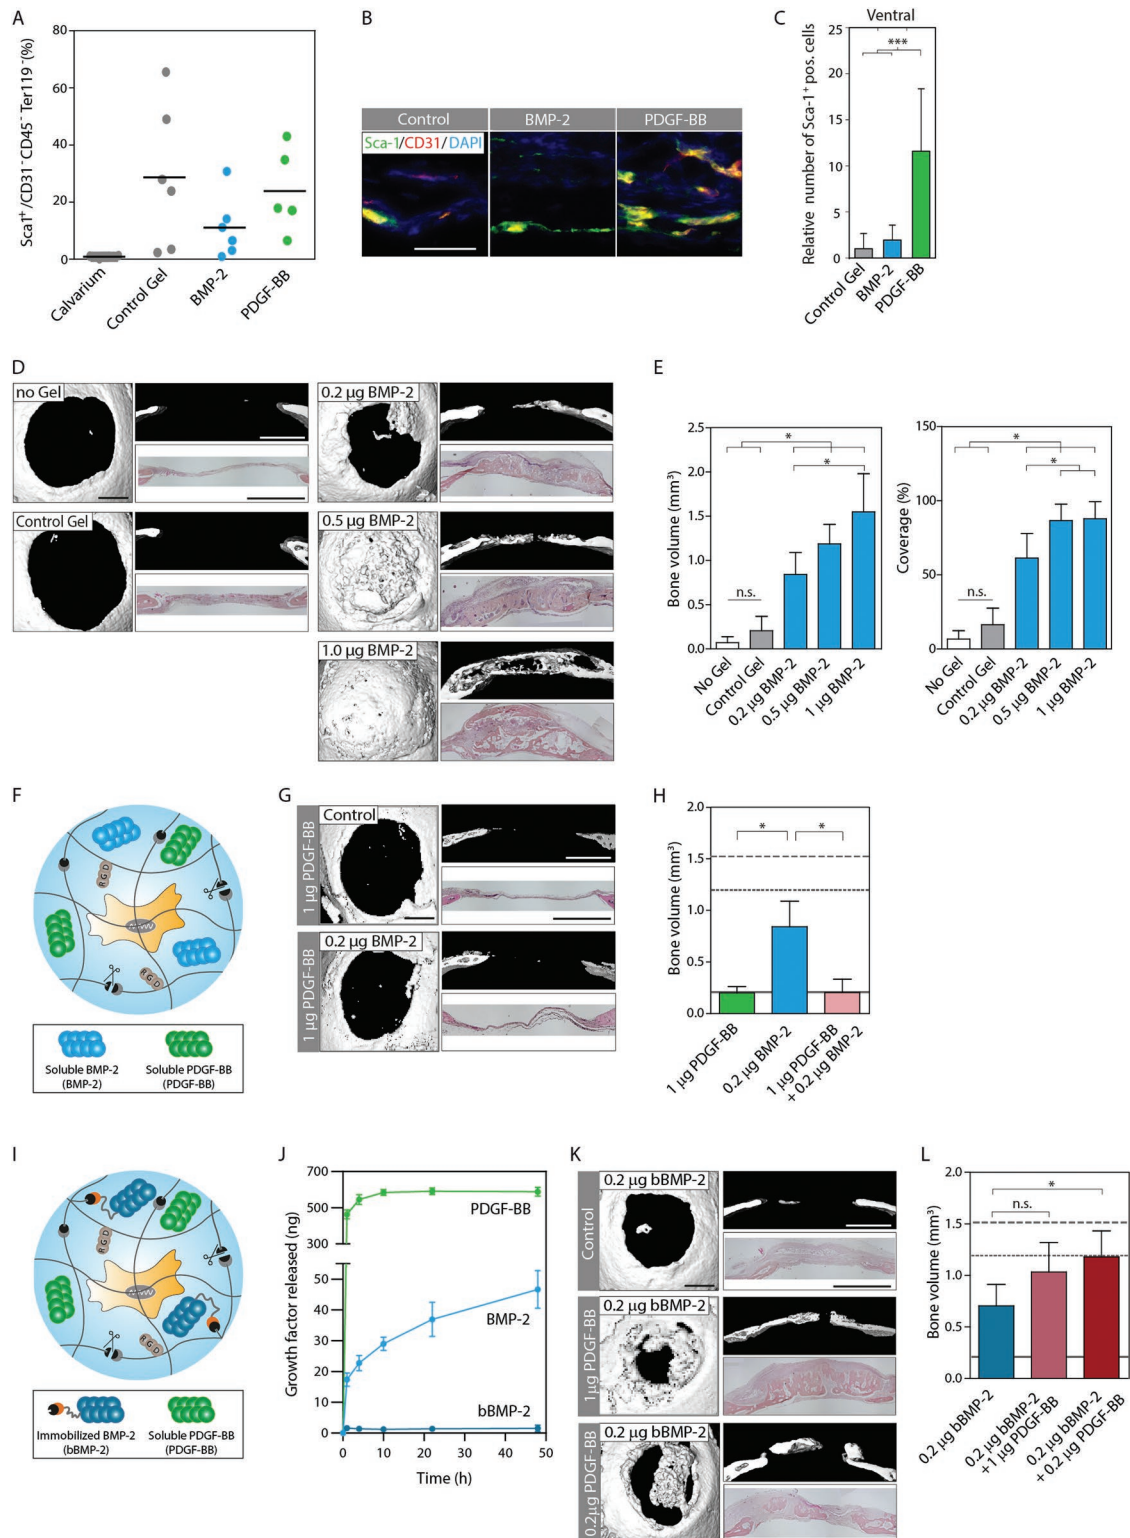 A
Sca1⁺/CD31⁻CD45⁻Ter119⁻(%)
80
60
40
20
0
Calvarium
Control Gel
BMP-2
PDGF-BB
B
Control
BMP-2
PDGF-BB
Sca-1/CD31/DAPI
C
Ventral
Relative number of Sca-1⁺ pos. cells
25
20
15
10
5
0
***
Control Gel
BMP-2
PDGF-BB
D
no Gel
Control Gel
0.2 µg BMP-2
0.5 µg BMP-2
1.0 µg BMP-2
E
Bone volume (mm³)
2.5
2.0
1.5
1.0
0.5
0.0
*
*
n.s.
No Gel
Control Gel
0.2 µg BMP-2
0.5 µg BMP-2
1 µg BMP-2
Coverage (%)
150
100
50
0
*
*
n.s.
No Gel
Control Gel
0.2 µg BMP-2
0.5 µg BMP-2
1 µg BMP-2
F
RGD
RGD
Soluble BMP-2
(BMP-2)
Soluble PDGF-BB
(PDGF-BB)
G
1 µg PDGF-BB
Control
1 µg PDGF-BB
0.2 µg BMP-2
H
Bone volume (mm³)
2.0
1.5
1.0
0.5
0.0
*
*
1 µg PDGF-BB
0.2 µg BMP-2
1 µg PDGF-BB
+ 0.2 µg BMP-2
I
RGD
RGD
Immobilized BMP-2
(bBMP-2)
Soluble PDGF-BB
(PDGF-BB)
J
Growth factor released (ng)
700
500
300
50
40
30
20
10
0
PDGF-BB
BMP-2
bBMP-2
0
10
20
30
40
50
Time (h)
K
Control
0.2 µg bBMP-2
1µg PDGF-BB
0.2 µg bBMP-2
0.2µg PDGF-BB
0.2 µg bBMP-2
L
Bone volume (mm³)
2.0
1.5
1.0
0.5
0.0
*
n.s.
0.2 µg bBMP-2
0.2 µg bBMP-2
+1 µg PDGF-BB
0.2 µg bBMP-2
+ 0.2 µg PDGF-BB